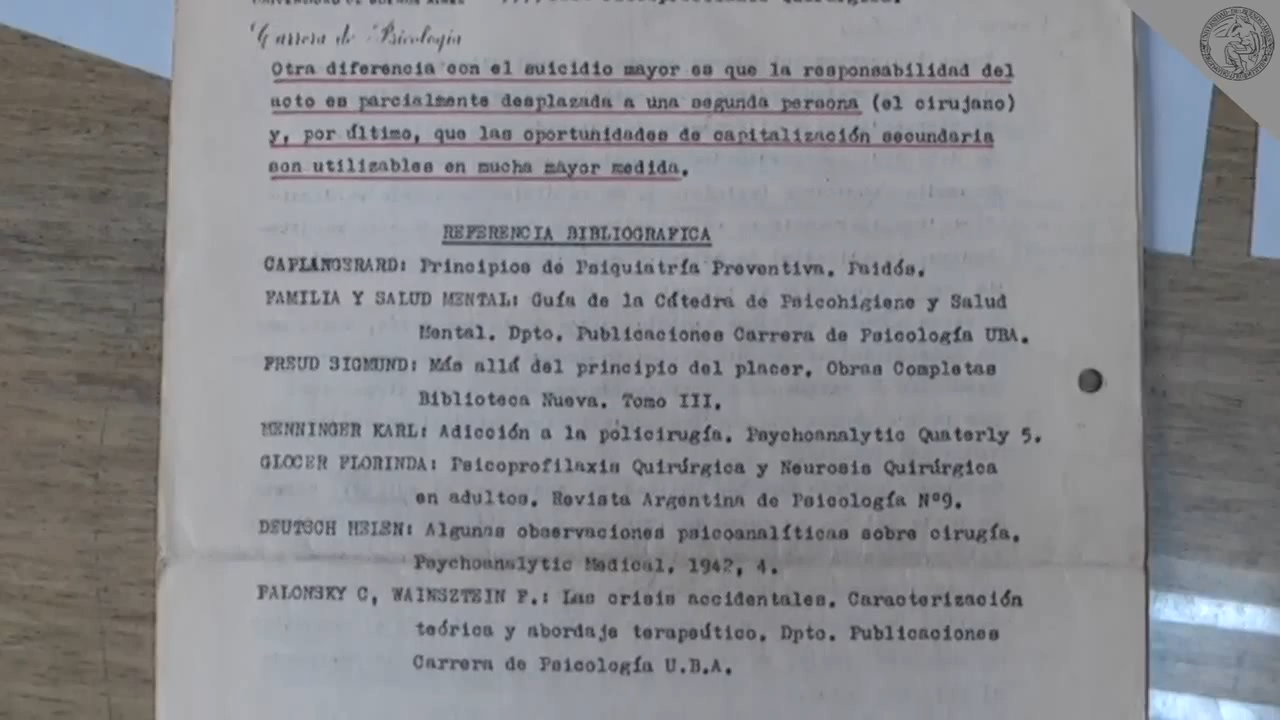 Carrera de Psicología
Otra diferencia con el suicidio mayor es que la responsabilidad del
acto es parcialmente desplazada a una segunda persona (el cirujano)
y, por último, que las oportunidades de capitalización secundaria
son utilizables en mucha mayor medida.
REFERENCIA BIBLIOGRAFICA
CAPLANGERARD: Principios de Psiquiatría Preventiva. Paidós.
FAMILIA Y SALUD MENTAL: Guía de la Cátedra de Psicohigiene y Salud
Mental. Dpto. Publicaciones Carrera de Psicología UBA.
FREUD SIGMUND: Más allá del principio del placer. Obras Completas
Biblioteca Nueva. Tomo III.
MENNINGER KARL: Adicción a la policirugía. Psychoanalytic Quaterly 5.
GLOCER FLORINDA: Psicoprofilaxis Quirúrgica y Neurosis Quirúrgica
en adultos. Revista Argentina de Psicología Nº9.
DEUTSCH HELEN: Algunas observaciones psicoanalíticas sobre cirugía.
Psychoanalytic Medical, 1942, 4.
PALONSKY C, WAINSZTEIN F.: Las crisis accidentales. Caracterización
teórica y abordaje terapeútico. Dpto. Publicaciones
Carrera de Psicología U.B.A.